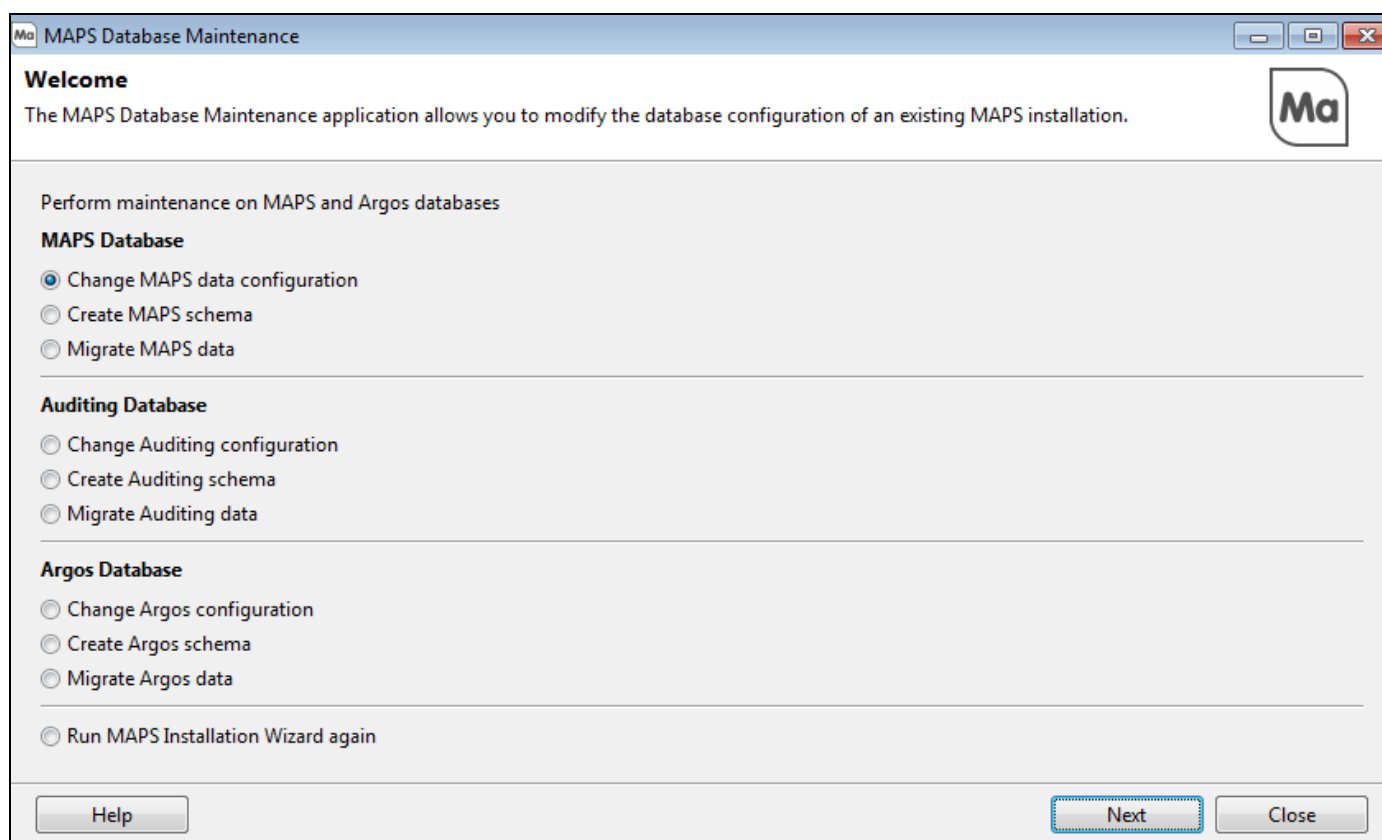 Ma MAPS Database Maintenance
Welcome
The MAPS Database Maintenance application allows you to modify the database configuration of an existing MAPS installation.
Ma
Perform maintenance on MAPS and Argos databases
MAPS Database
Change MAPS data configuration
Create MAPS schema
Migrate MAPS data
Auditing Database
Change Auditing configuration
Create Auditing schema
Migrate Auditing data
Argos Database
Change Argos configuration
Create Argos schema
Migrate Argos data
Run MAPS Installation Wizard again
Help Next Close